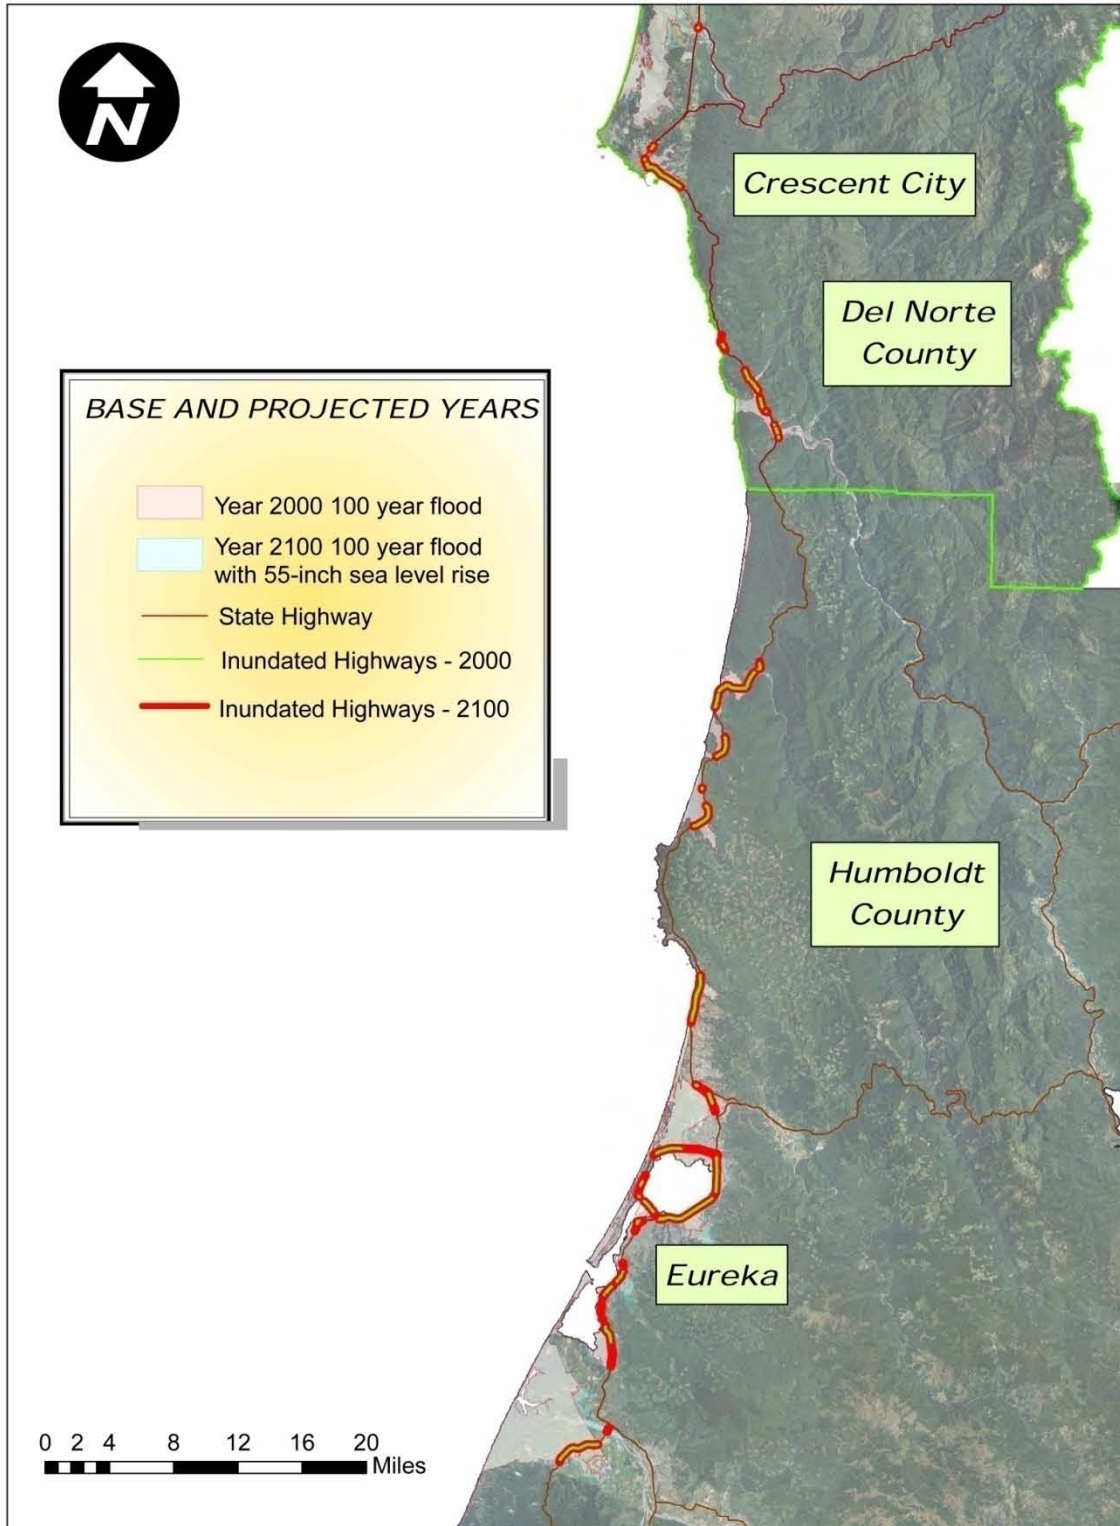 N
Crescent City
Del Norte
County
BASE AND PROJECTED YEARS
Year 2000 100 year flood
Year 2100 100 year flood
with 55-inch sea level rise
State Highway
Inundated Highways - 2000
Inundated Highways - 2100
Humboldt
County
Eureka
0 2 4 8 12 16 20
Miles